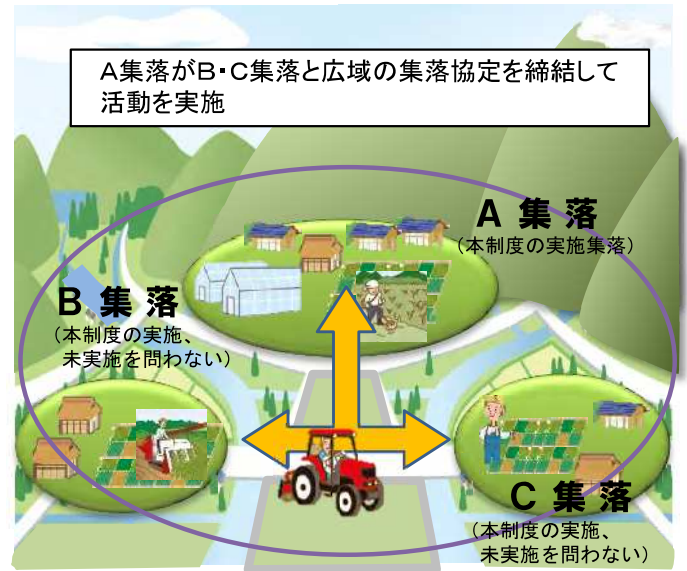 A集落がB・C集落と広域の集落協定を締結して
活動を実施
A 集 落
(本制度の実施集落)
B 集 落
(本制度の実施、
未実施を問わない)
C 集 落
(本制度の実施、
未実施を問わない)